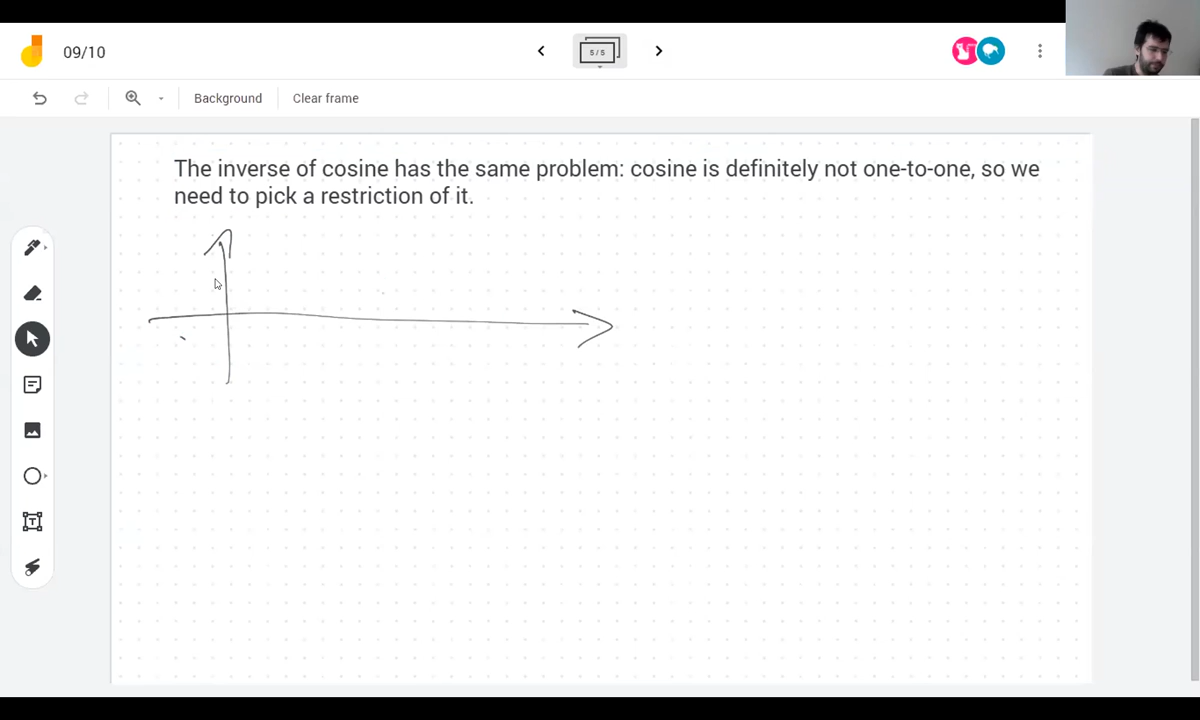 09/10
5 / 5
Background
Clear frame
The inverse of cosine has the same problem: cosine is definitely not one-to-one, so we
need to pick a restriction of it.